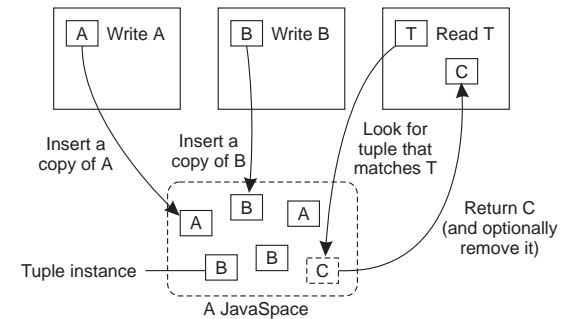 A Write A
B Write B
T Read T
C
Insert a
copy of A
Insert a
copy of B
Look for
tuple that
matches T
Return C
(and optionally
remove it)
A
B
A
B
B
C
Tuple instance
A JavaSpace